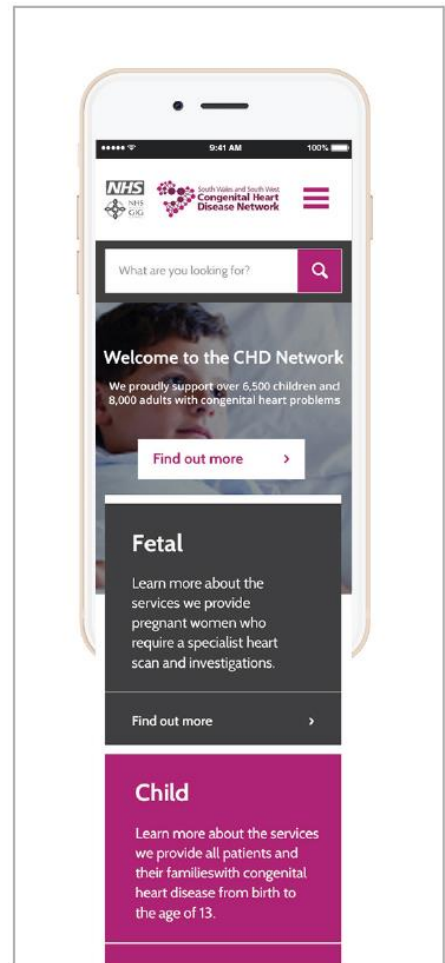 9:41 AM
100%
NHS
NHS
GIG
South Wales and South West
Congenital Heart
Disease Network
What are you looking for?
Welcome to the CHD Network
We proudly support over 6,500 children and
8,000 adults with congenital heart problems
Find out more
Fetal
Learn more about the
services we provide
pregnant women who
require a specialist heart
scan and investigations.
Find out more
Child
Learn more about the services
we provide all patients and
their familieswith congenital
heart disease from birth to
the age of 13.